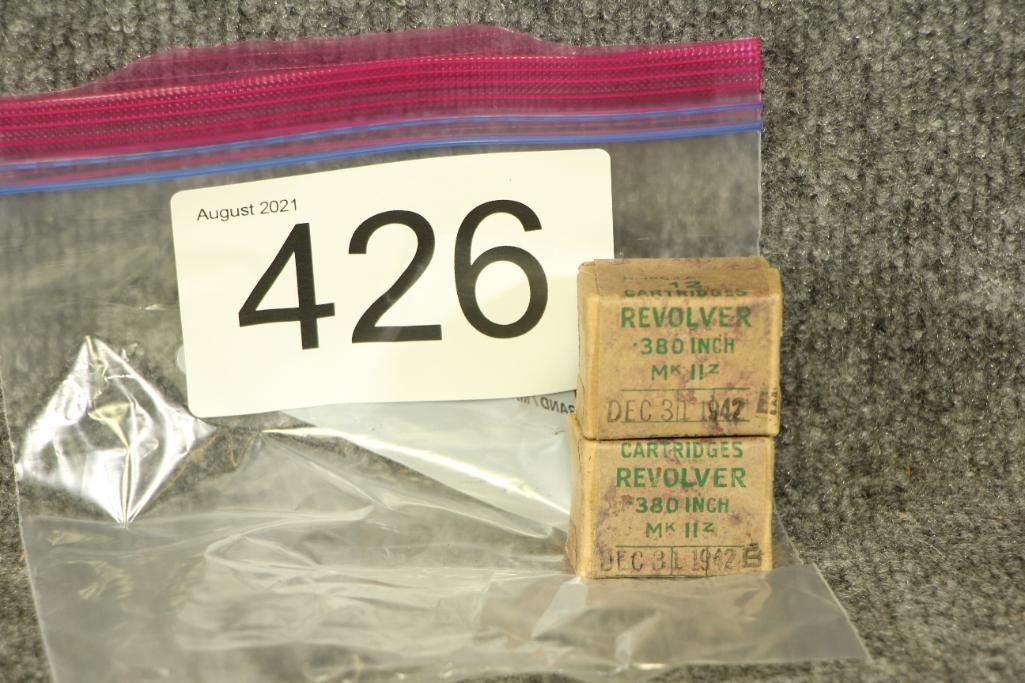 August 2021
426
12
CARTRIDGES
REVOLVER
·380 INCH
MK IIZ
DEC 31 1942 B
CARTRIDGES
REVOLVER
·380 INCH
MK IIZ
DEC 31 1942 B